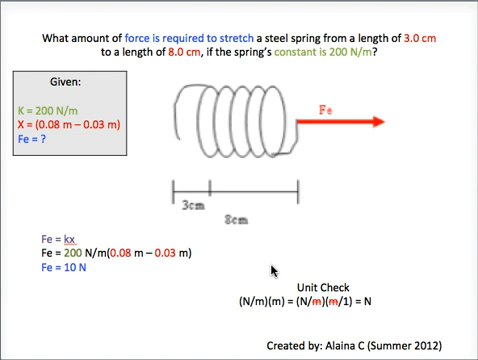 What amount of force is required to stretch a steel spring from a length of 3.0 cm
to a length of 8.0 cm, if the spring's constant is 200 N/m?
Given:
K = 200 N/m
X = (0.08 m – 0.03 m)
Fe = ?
Fe
3cm
8cm
Fe = kx
Fe = 200 N/m(0.08 m – 0.03 m)
Fe = 10 N
Unit Check
(N/m)(m) = (N/m)(m/1) = N
Created by: Alaina C (Summer 2012)